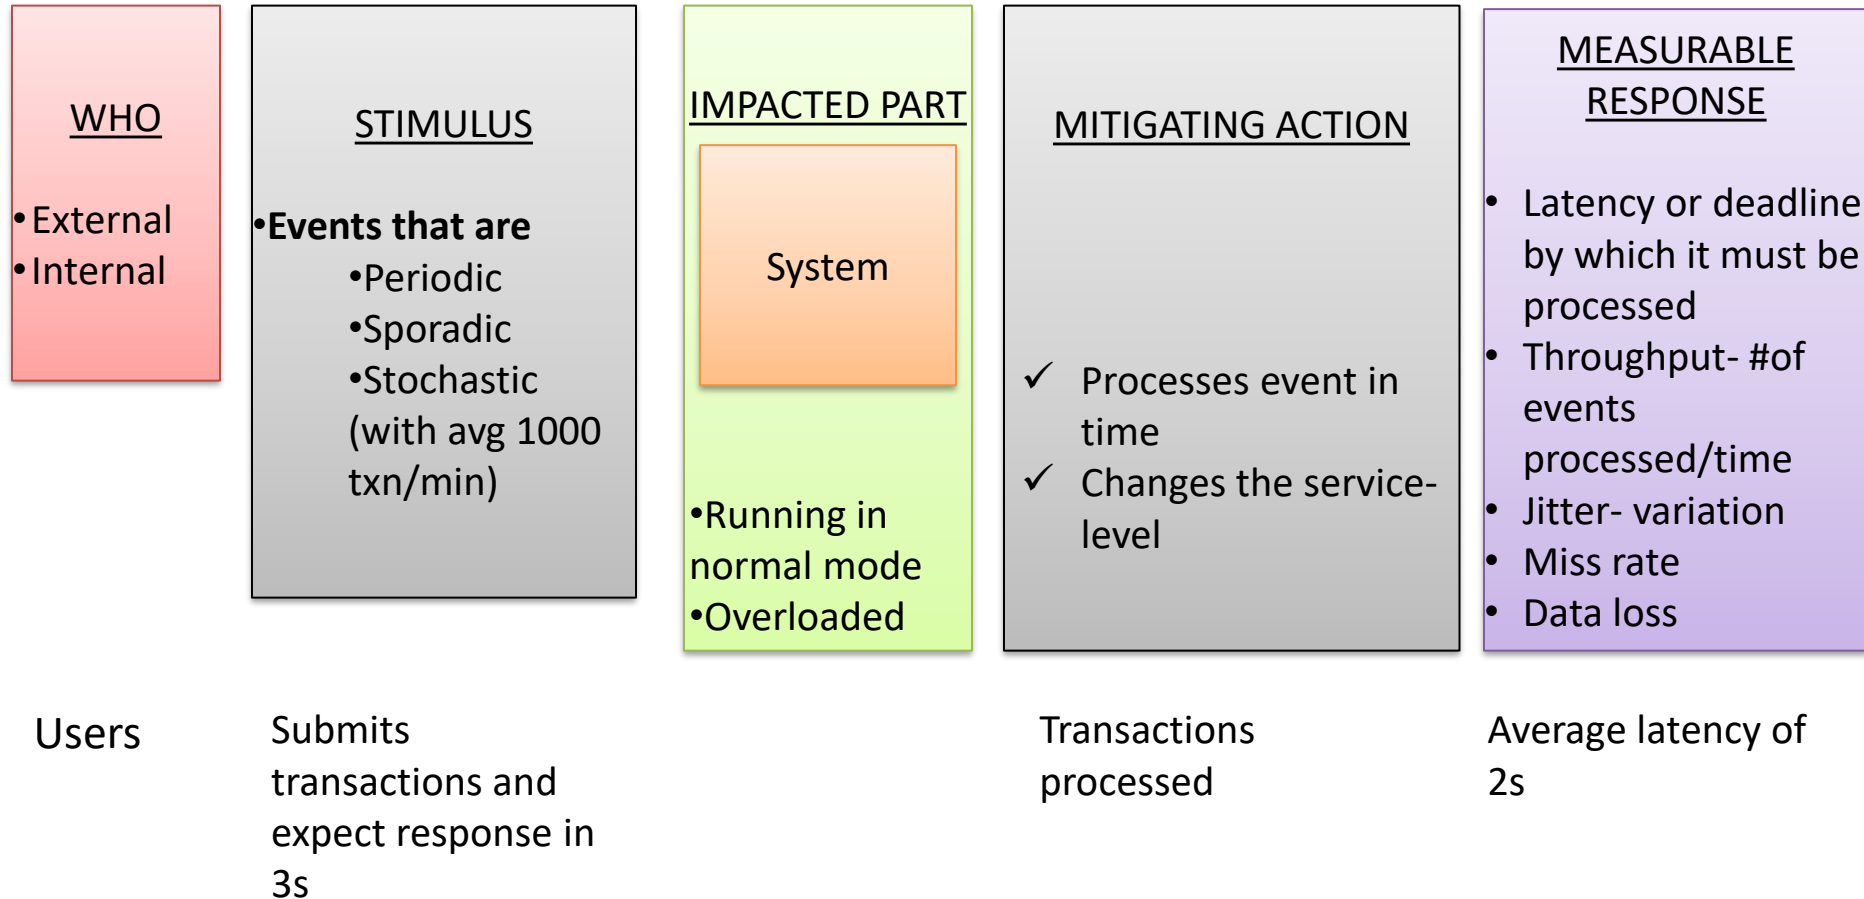 WHO
•External
•Internal
STIMULUS
•Events that are
•Periodic
•Sporadic
•Stochastic
(with avg 1000
txn/min)
IMPACTED PART
System
•Running in
normal mode
•Overloaded
MITIGATING ACTION
✓ Processes event in
time
✓ Changes the service-
level
MEASURABLE
RESPONSE
• Latency or deadline
by which it must be
processed
• Throughput- #of
events
processed/time
• Jitter- variation
• Miss rate
• Data loss
Users
Submits
transactions and
expect response in
3s
Transactions
processed
Average latency of
2s